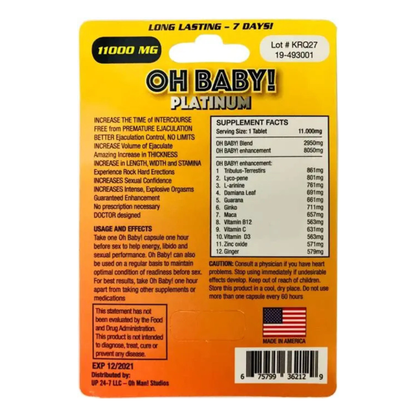 LONG LASTING - 7 DAYS!
11000 MG
Lot # KRQ27
19-493001
OH BABY!
PLATINUM
INCREASE THE TIME of INTERCOURSE
FREE from PREMATURE EJACULATION
BETTER Ejaculation Control, NO LIMITS
INCREASE Volume of Ejaculate
Amazing Increase in THICKNESS
INCREASE in LENGTH, WIDTH and STAMINA
Experience Rock Hard Erections
INCREASES Sexual Confidence
INCREASES Intense, Explosive Orgasms
Guaranteed Enhancement
No prescription necessary
DOCTOR designed
USAGE AND EFFECTS
Take one Oh Baby! capsule one hour
before sex to help energy, libido and
sexual performance. Oh Baby! can also
be used on a regular basis to maintain
optimal condition of readiness before sex.
For best results, take Oh Baby! one hour
apart from taking other supplements or
medications
This statement has not
been evaluated by the Food
and Drug Administration.
This product is not intended
to diagnose, treat, cure or
prevent any disease.
EXP 12/2021
Distributed by:
UP 24-7 LLC – Oh Man! Studios
SUPPLEMENT FACTS
Serving Size: 1 Tablet 11.000mg
OH BABY! Blend 2950mg
OH BABY! enhancement 8050mg
OH BABY! enhancement:
1 Tribulus-Terrestirs 861mg
2 Lyco-pene 801mg
3 L-arinine 761mg
4 Damiana Leaf 691mg
5 Guarana 661mg
6 Ginko 711mg
7 Maca 657mg
8 Vitamin B12 563mg
9 Vitamin C 631mg
10 Vitamin D3 563mg
11 Zinc oxide 571mg
12 Ginger 579mg
CAUTION: Consult a physician if you have heart
problems. Stop using immediately if undesirable
effects develop. Keep out of reach of children.
Store this product in a cool, dry place. Do not use
more than one capsule every 60 hours
MADE IN AMERICA
6 75799 36212 9